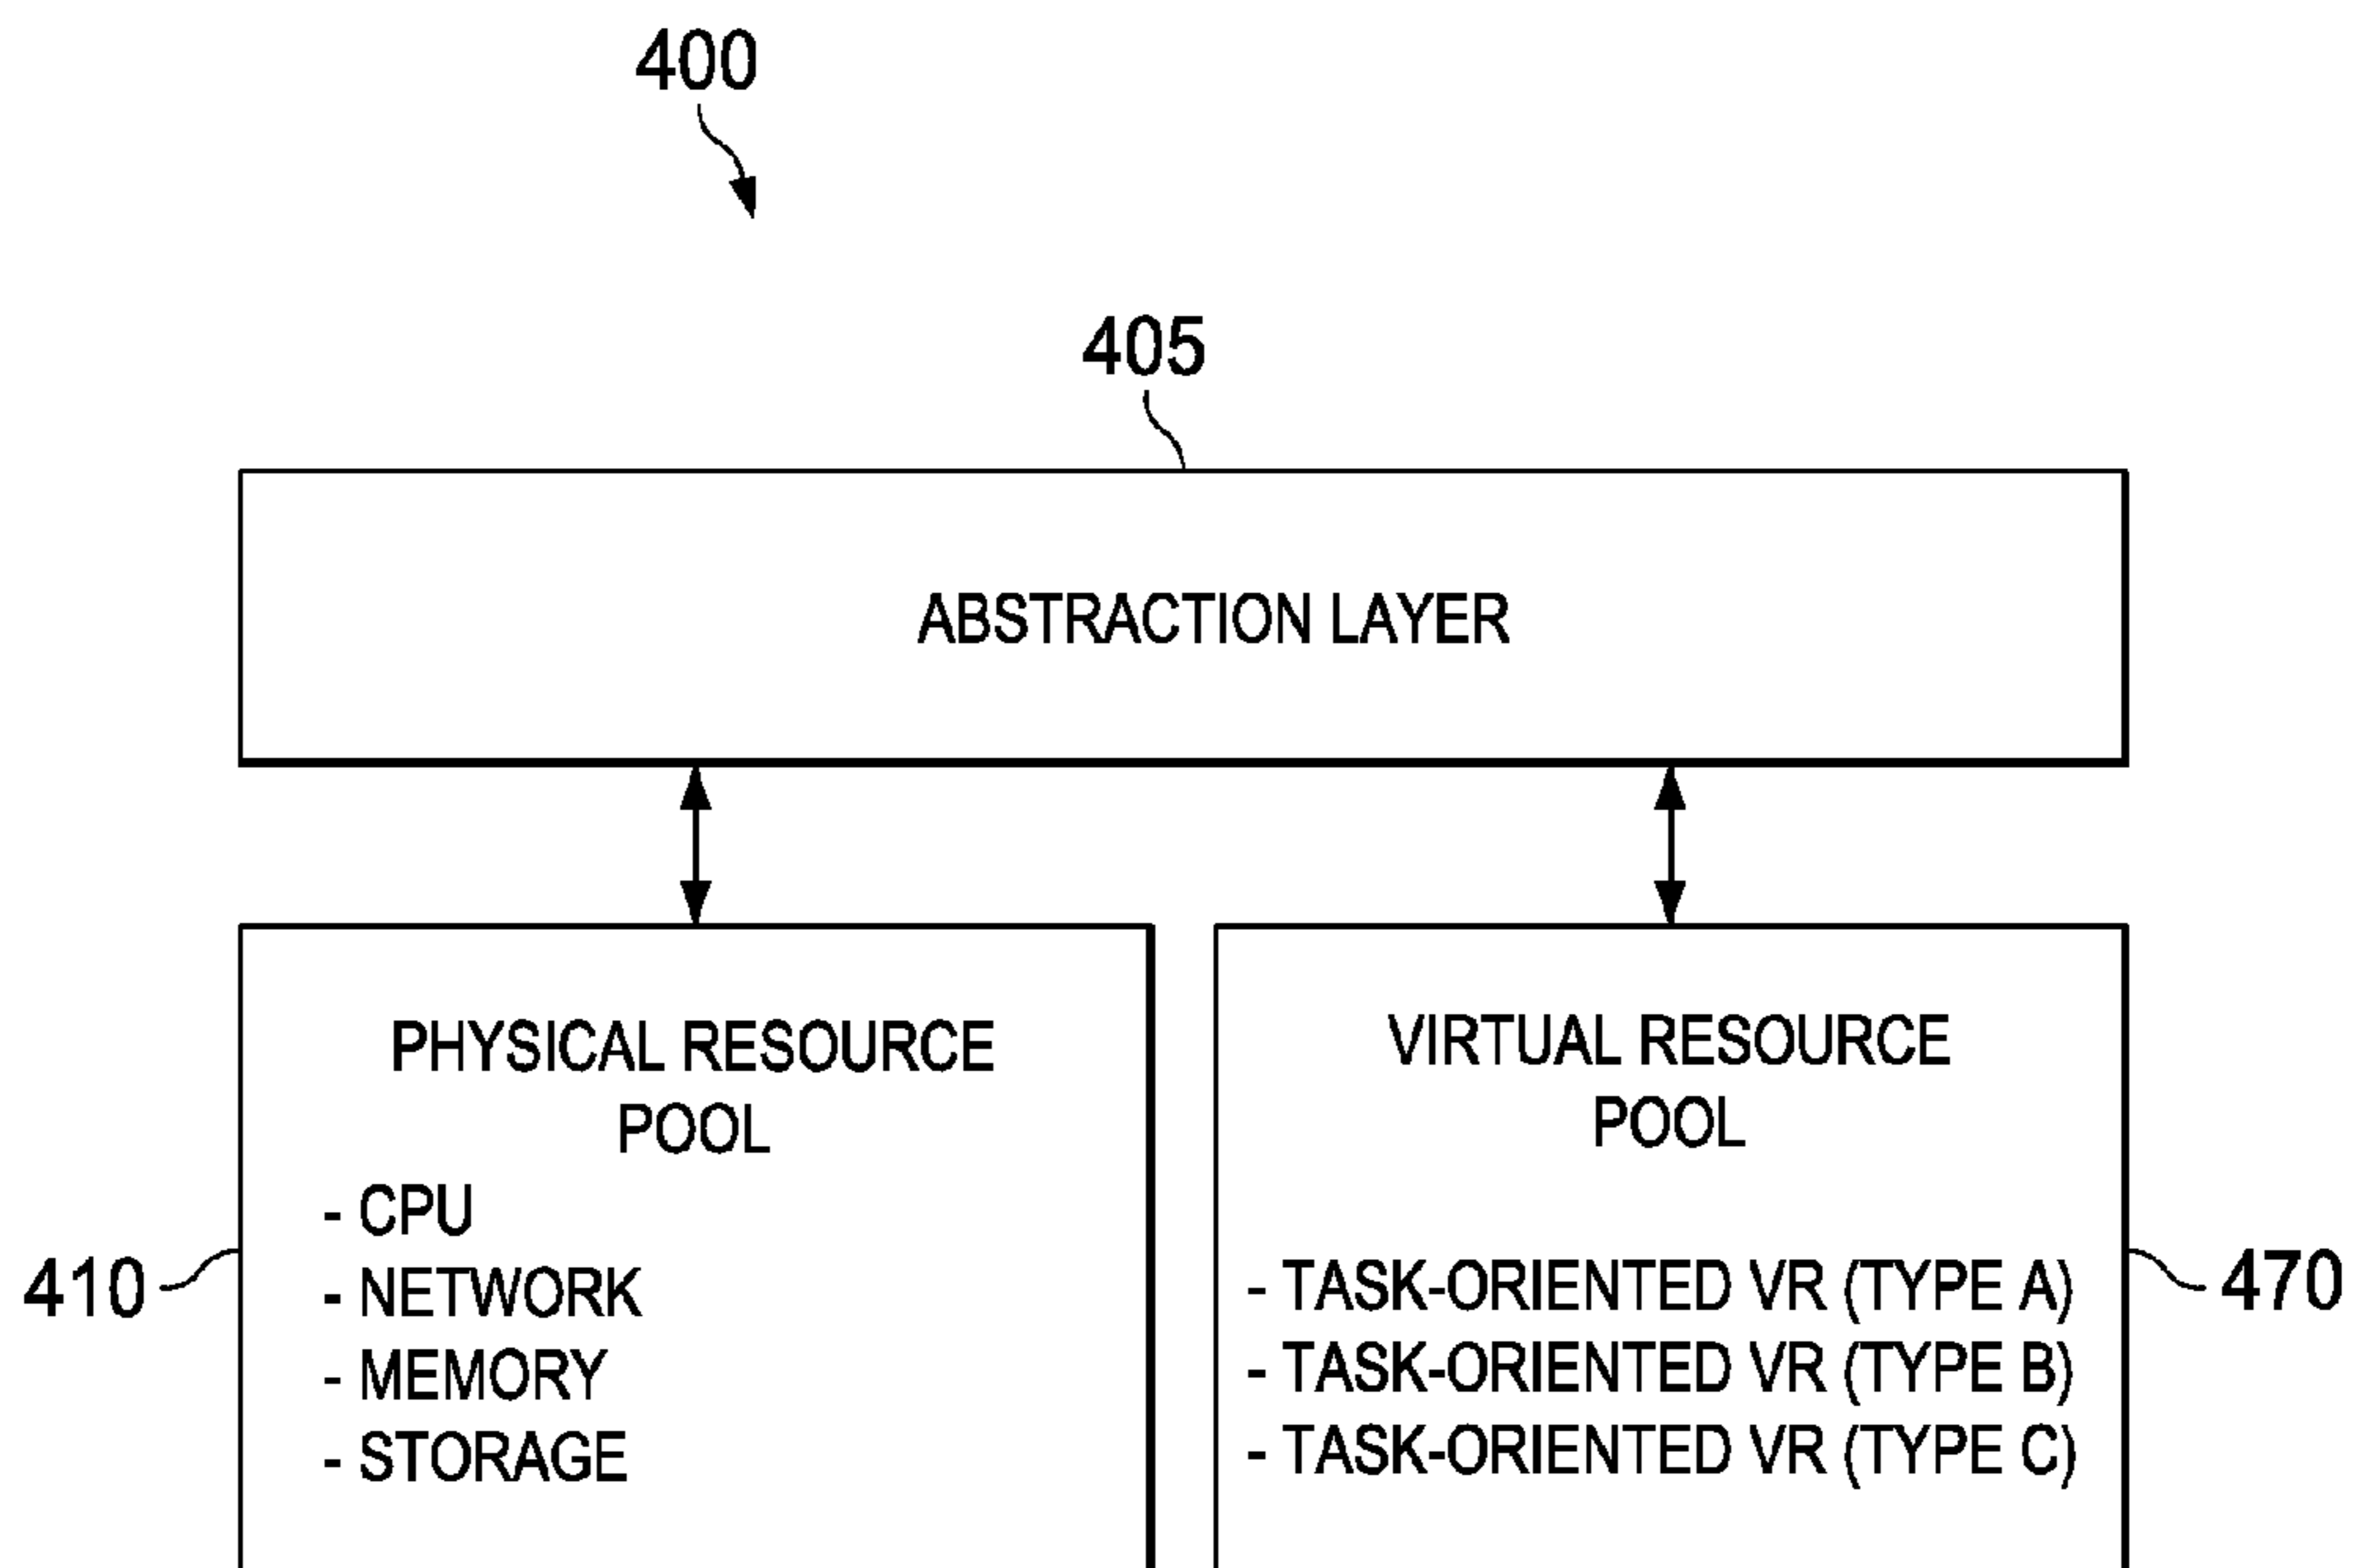 400
405
ABSTRACTION LAYER
PHYSICAL RESOURCE
POOL
- CPU
- NETWORK
- MEMORY
- STORAGE
410
VIRTUAL RESOURCE
POOL
- TASK-ORIENTED VR (TYPE A)
- TASK-ORIENTED VR (TYPE B)
- TASK-ORIENTED VR (TYPE C)
470